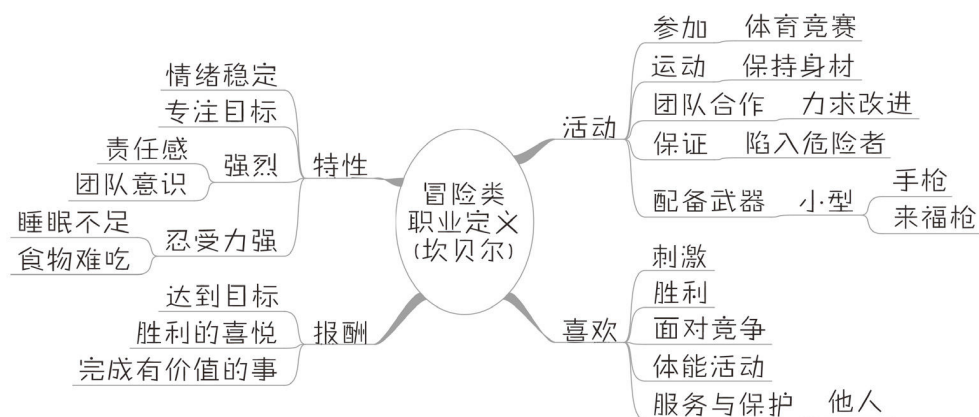 冒险类
职业定义
(坎贝尔)
特性
情绪稳定
专注目标
强烈
责任感
团队意识
忍受力强
睡眠不足
食物难吃
报酬
达到目标
胜利的喜悦
完成有价值的事
活动
参加 体育竞赛
运动 保持身材
团队合作 力求改进
保证 陷入危险者
配备武器 小型
手枪
来福枪
喜欢
刺激
胜利
面对竞争
体能活动
服务与保护 他人